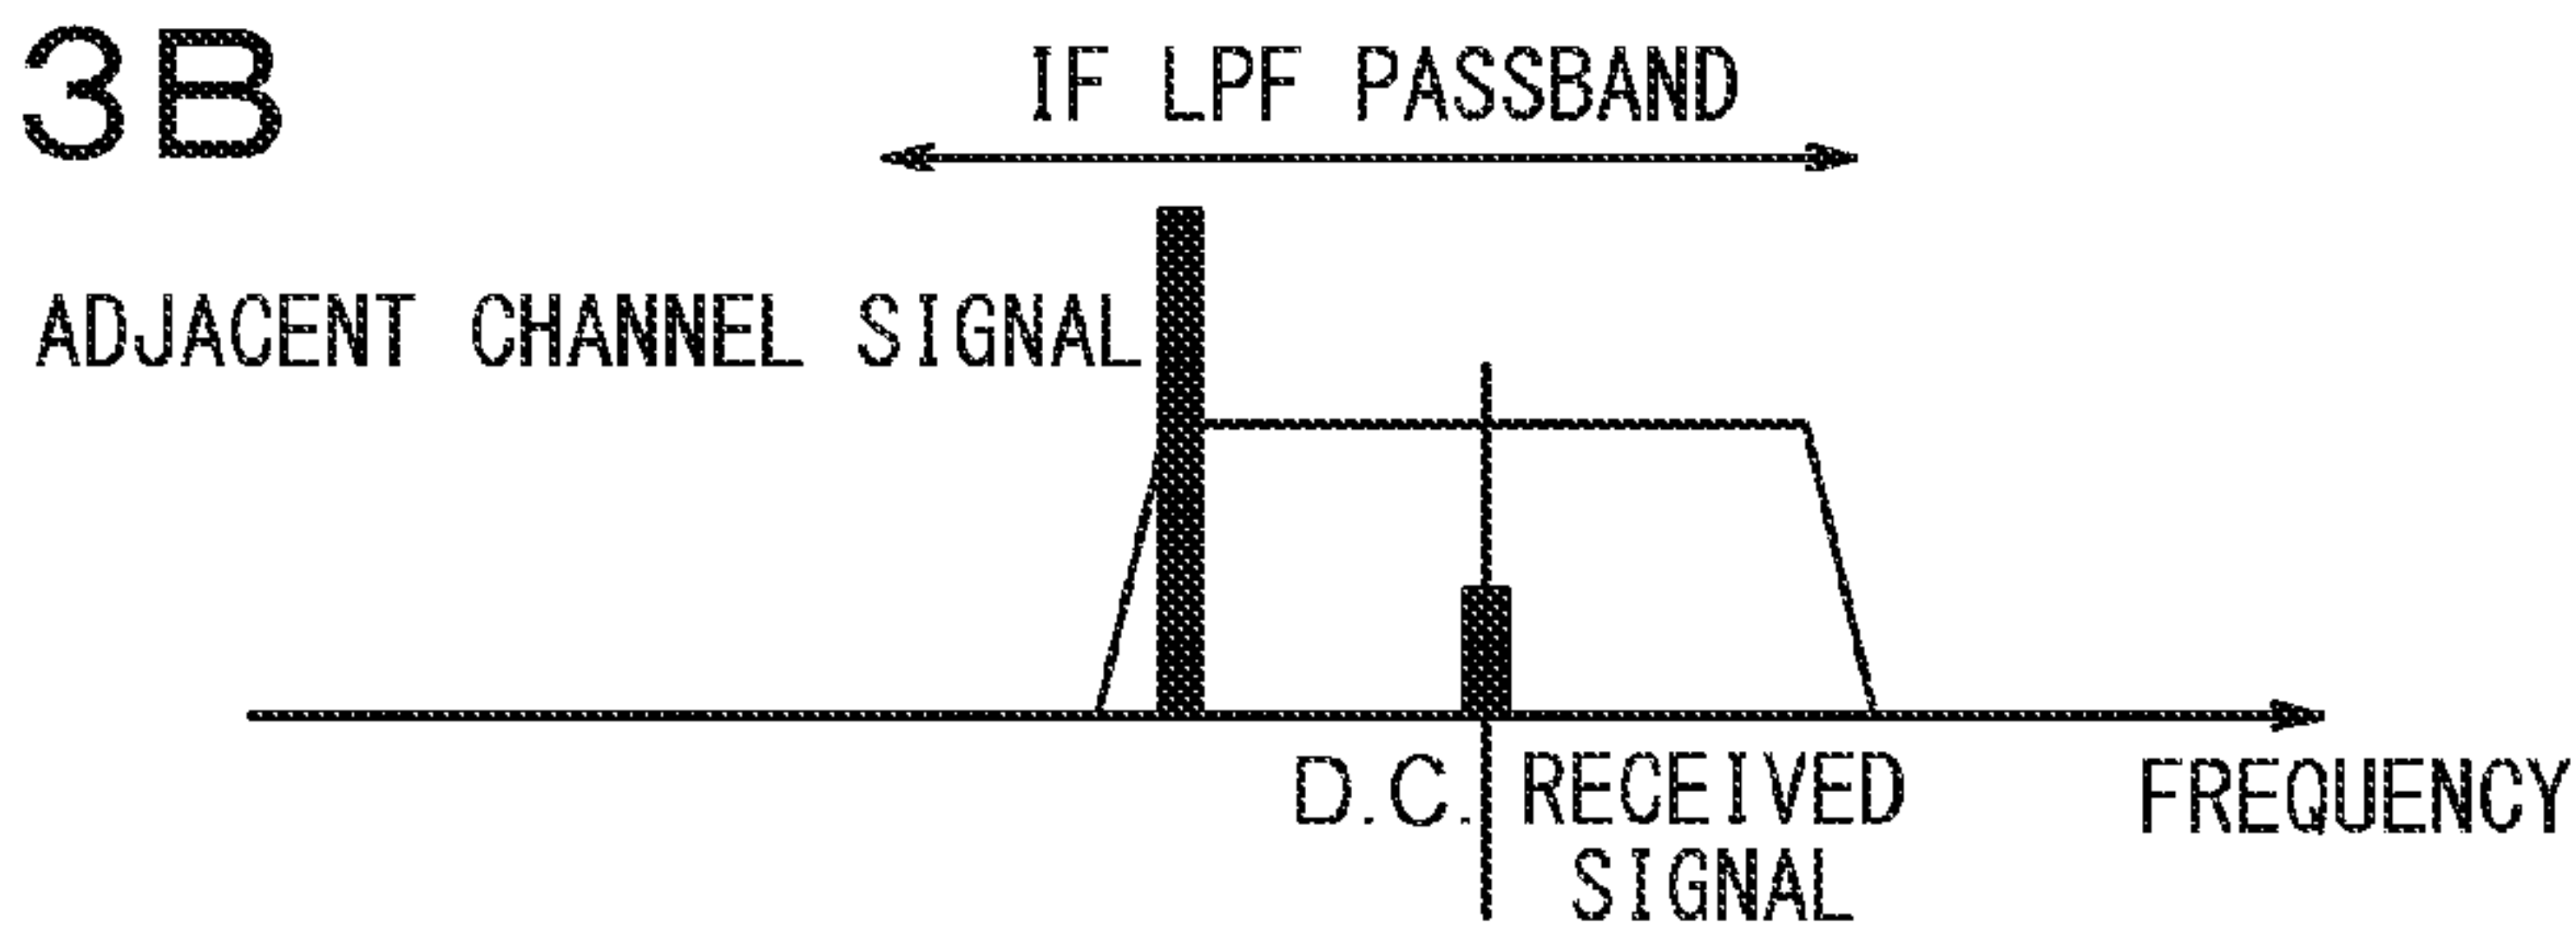 3B
IF LPF PASSBAND
ADJACENT CHANNEL SIGNAL
D.C. RECEIVED
SIGNAL
FREQUENCY